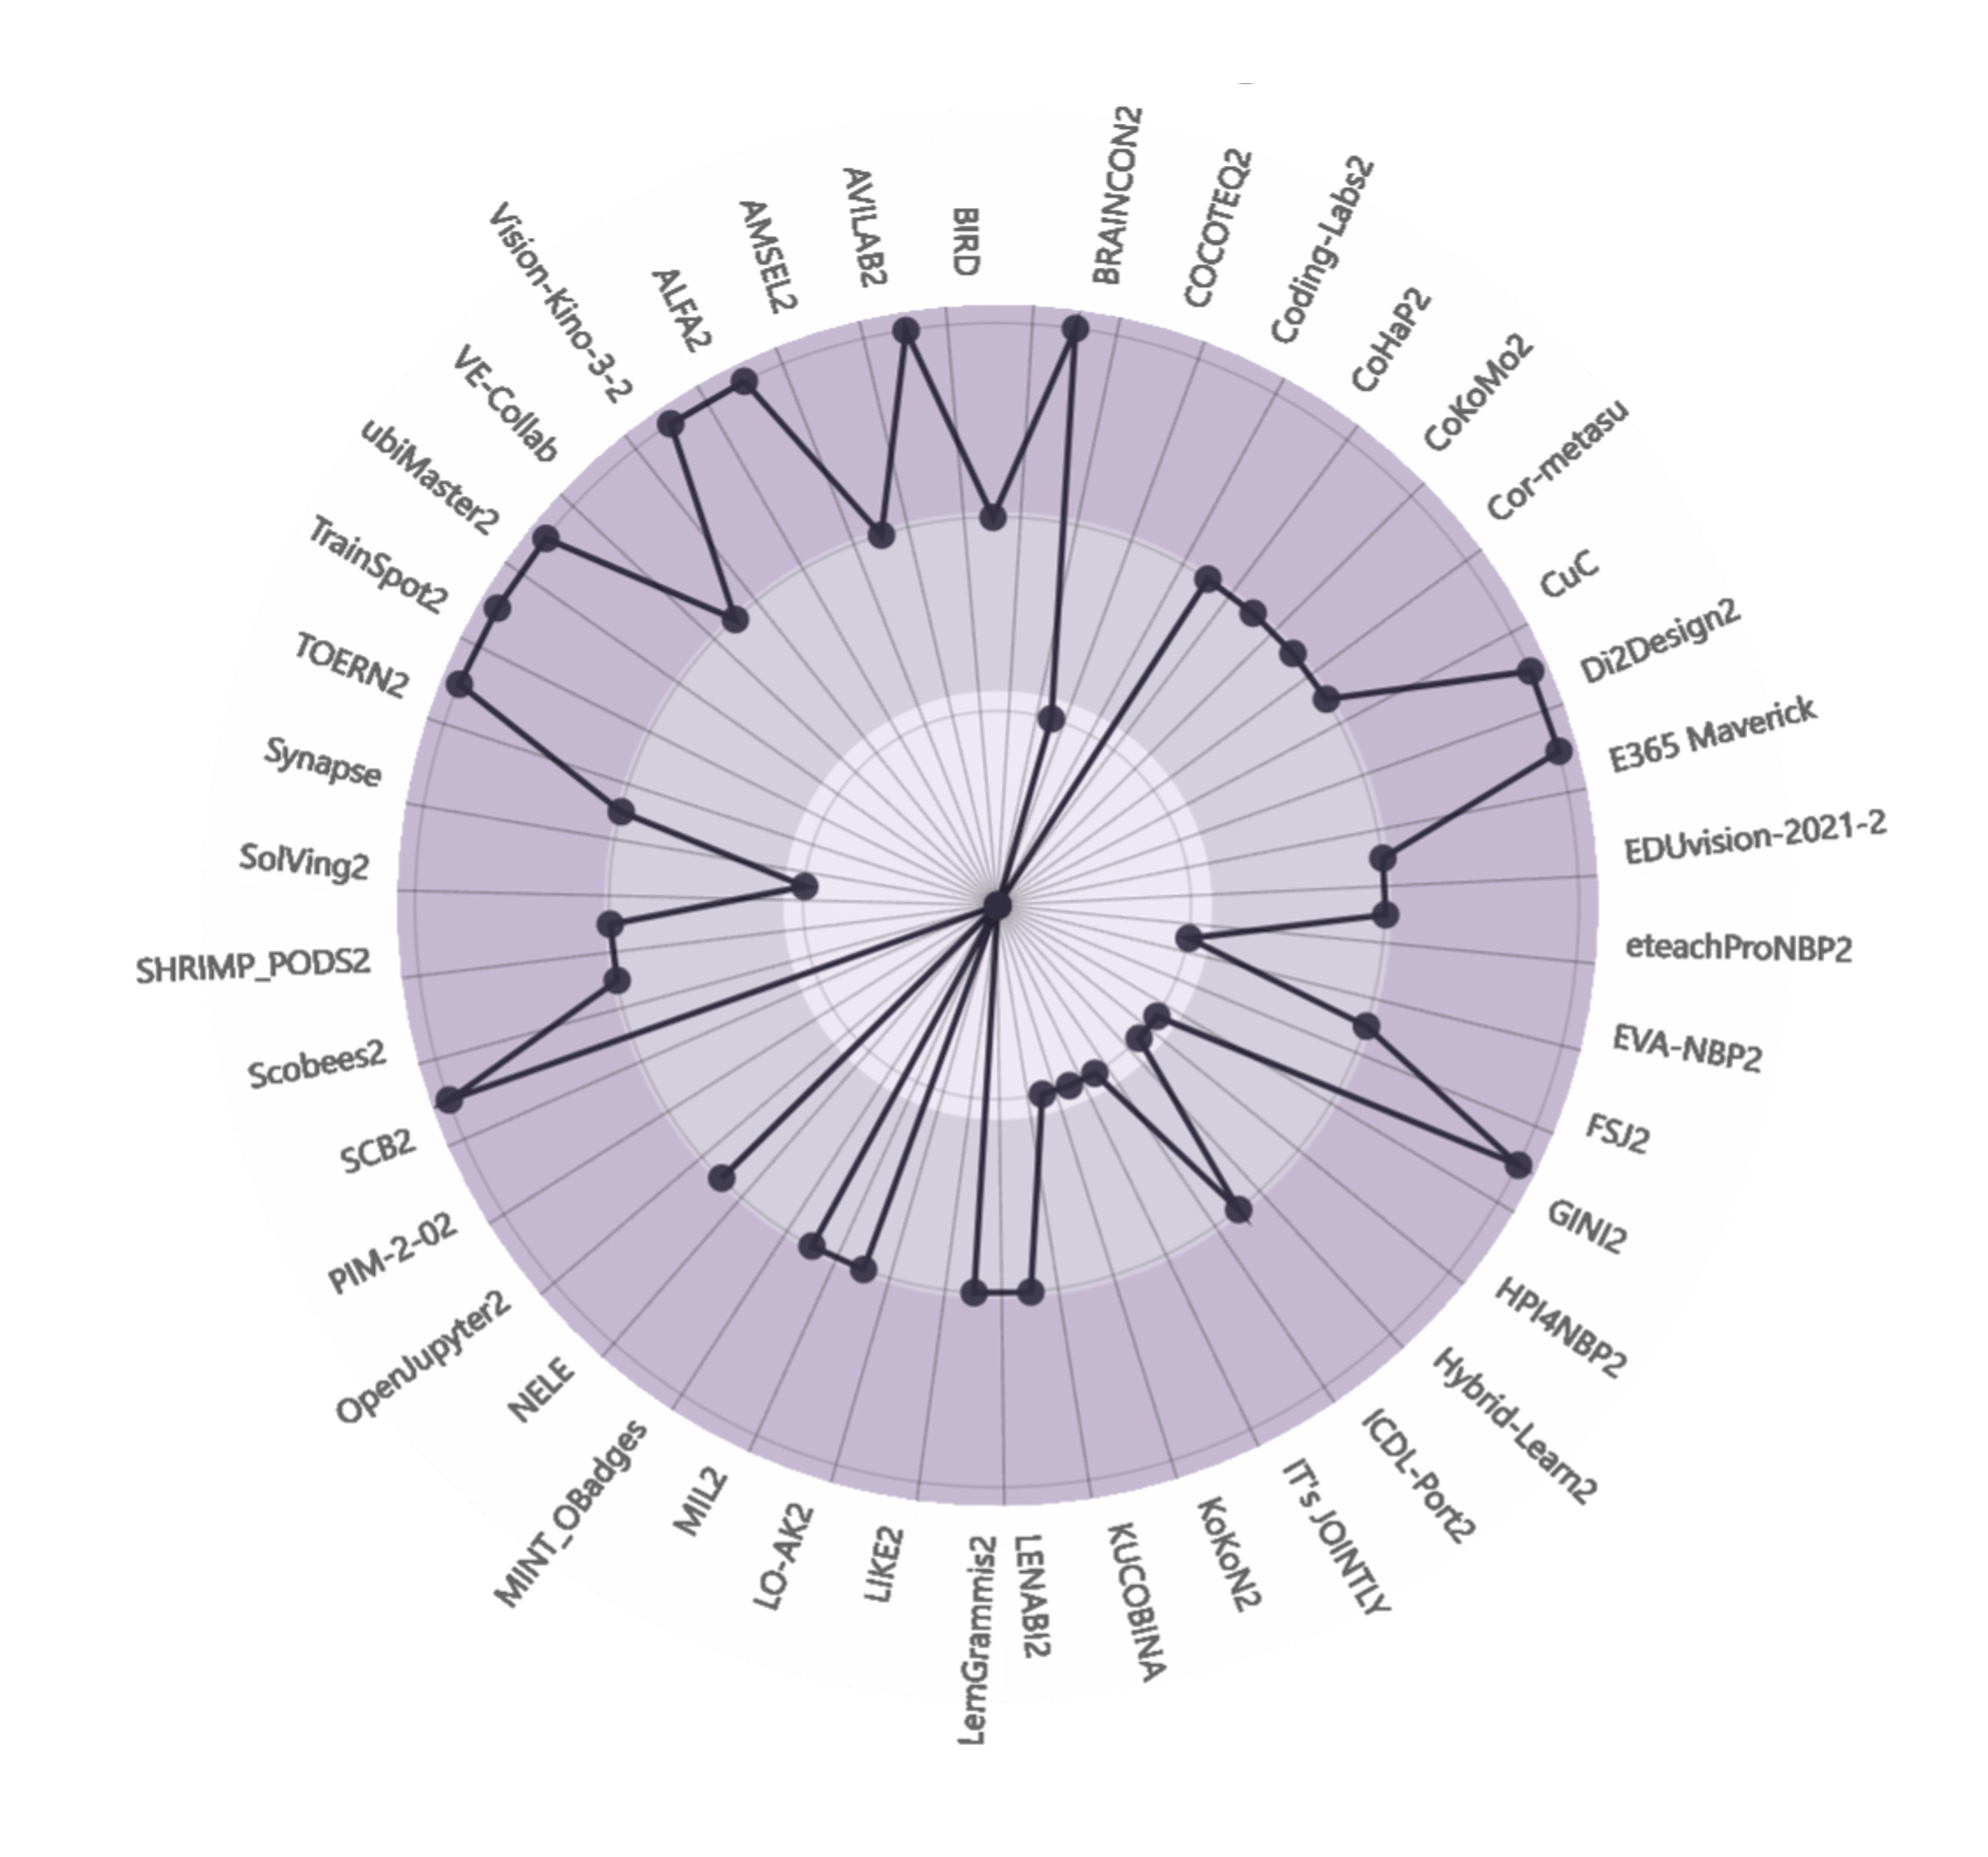 BRAINCON2
COCOTEQ2
Coding-Labs2
CoHaP2
CoKoMo2
Cor-metasu
CuC
Di2Design2
E365 Maverick
EDUvision-2021-2
eteachProNBP2
EVA-NBP2
FSJ2
GINI2
HPI4NBP2
Hybrid-Learn2
ICDL-Port2
IT's JOINTLY
KoKoN2
KUCOBINA
LENABI2
LernGrammis2
LIKE2
LO-AK2
MIL2
MINT_OBadges
NELE
OpenJupyter2
PIM-2-02
SCB2
Scobees2
SHRIMP_PODS2
SolVing2
Synapse
TOERN2
TrainSpot2
ubiMaster2
VE-Collab
Vision-Kino-3-2
ALFA2
AMSEL2
AVILAB2
BIRD